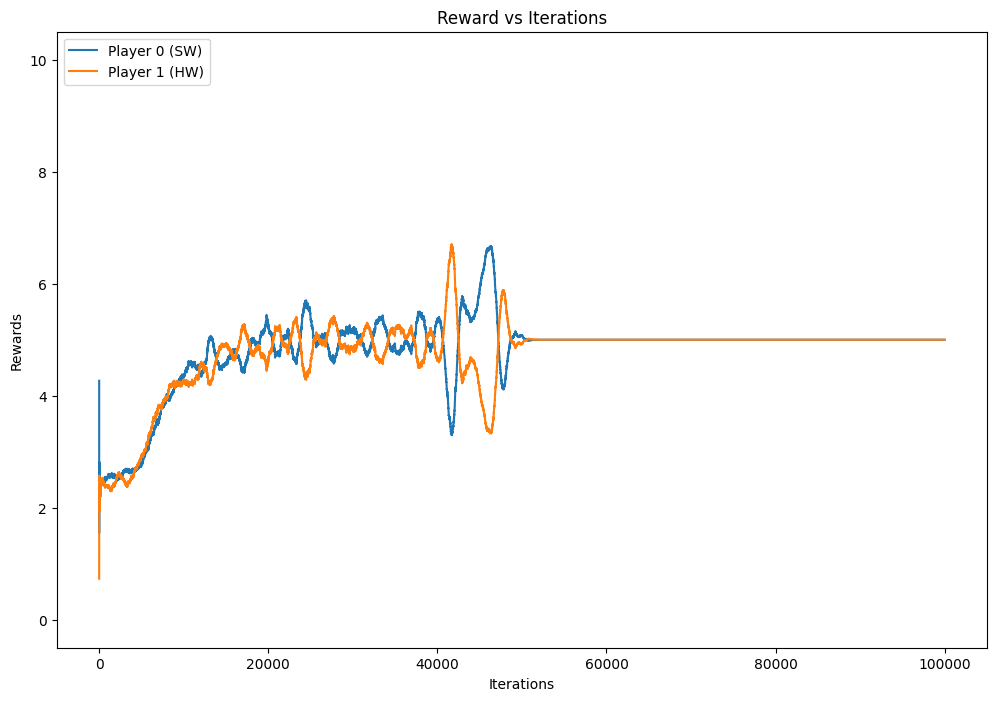 Reward vs Iterations
Player 0 (SW)
Player 1 (HW)
Rewards
10
8
6
4
2
0
0 20000 40000 60000 80000 100000
Iterations